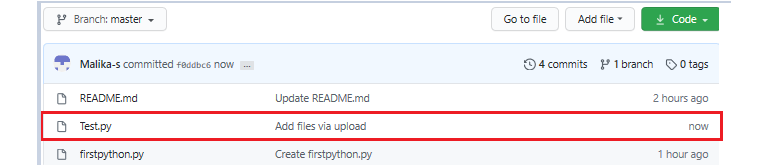 Branch: master Go to file Add file Code
Malika-s committed f0ddbc6 now ... 4 commits 1 branch 0 tags
README.md Update README.md 2 hours ago
Test.py Add files via upload now
firstpython.py Create firstpython.py 1 hour ago